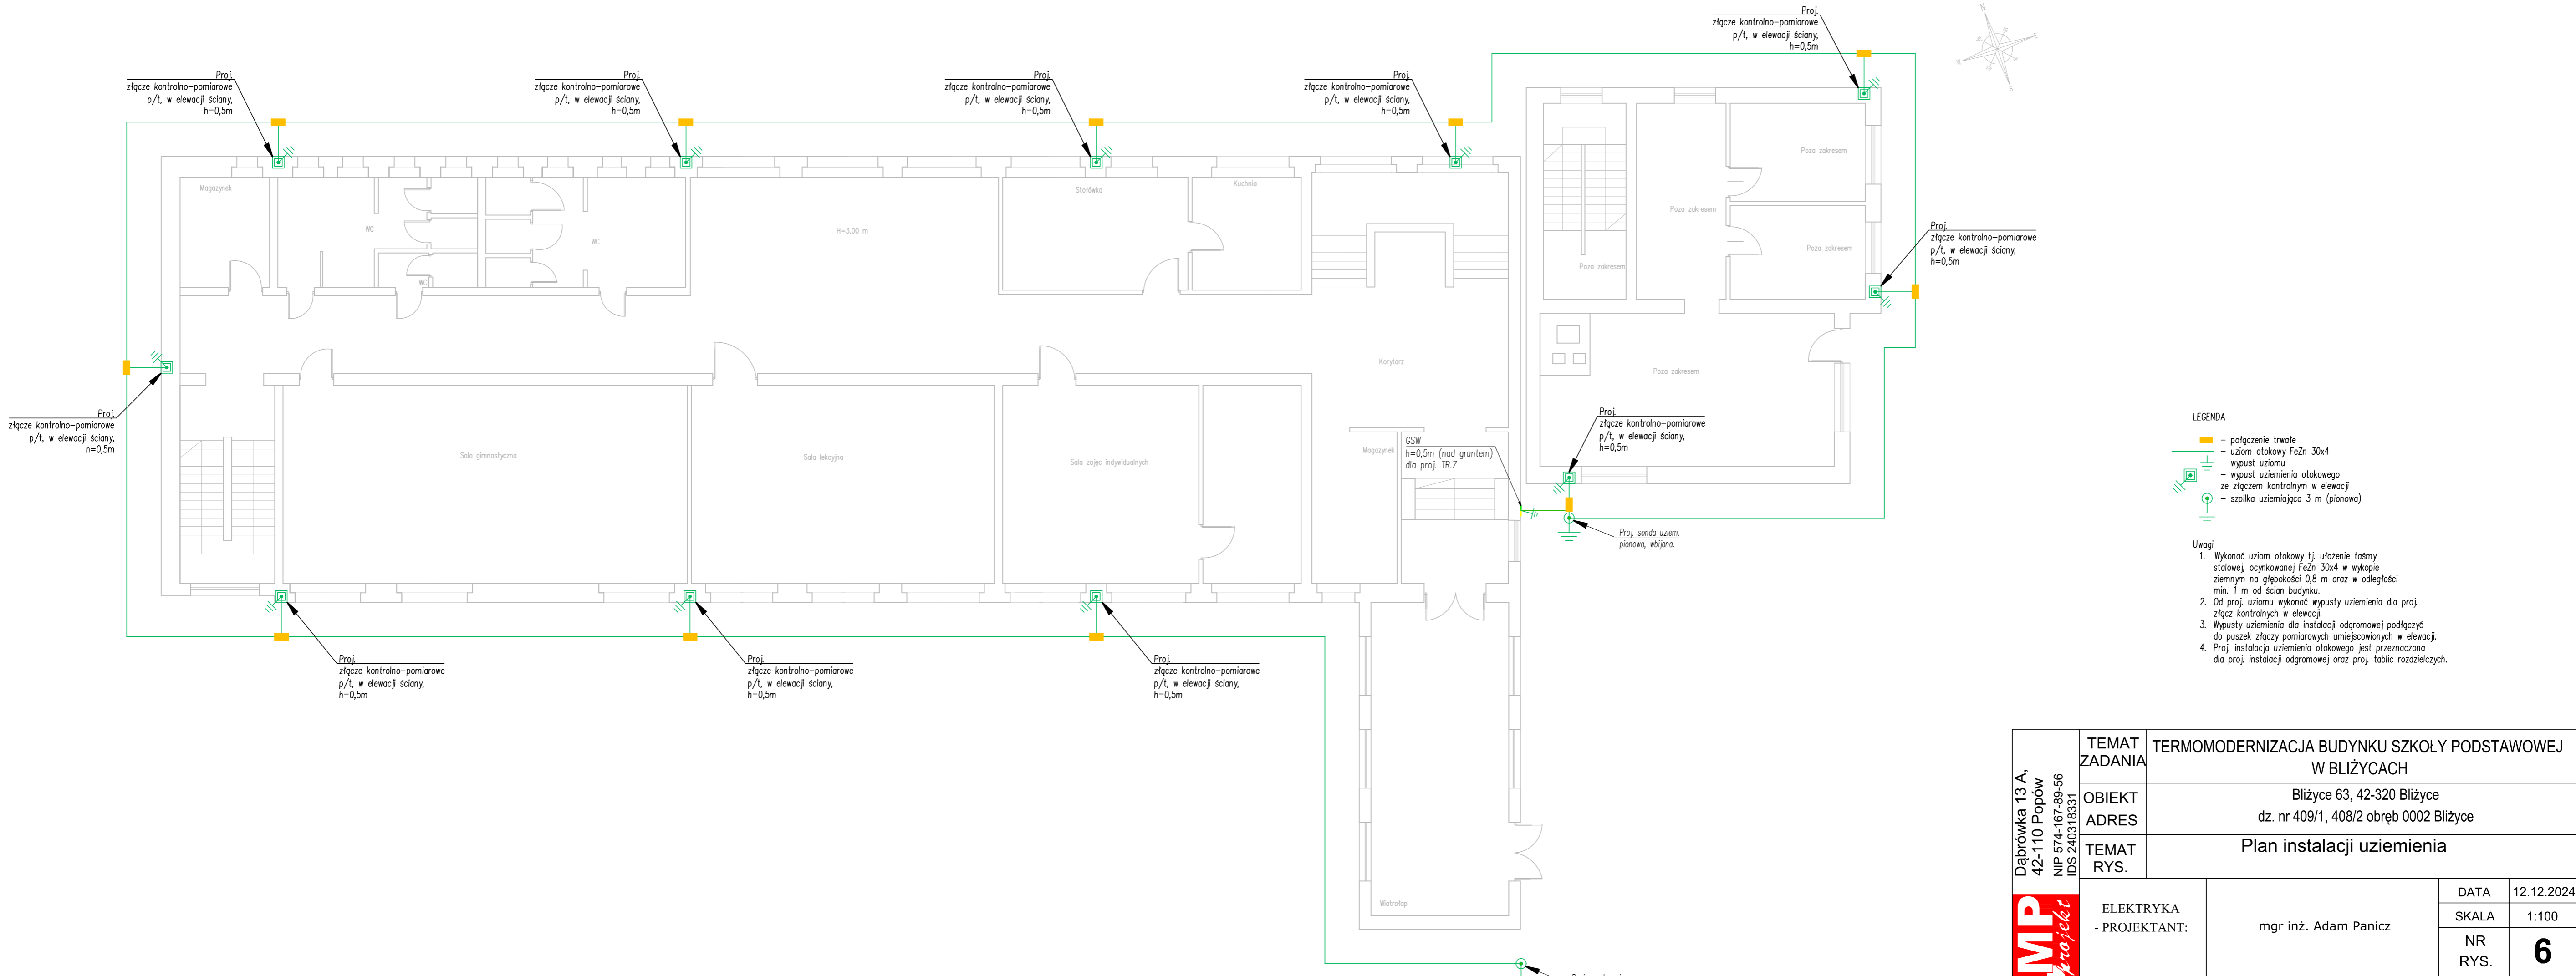 Proj.
złącze kontrolno-pomiarowe
p/t, w elewacji ściany,
h=0,5m
Proj.
złącze kontrolno-pomiarowe
p/t, w elewacji ściany,
h=0,5m
Proj.
złącze kontrolno-pomiarowe
p/t, w elewacji ściany,
h=0,5m
Proj.
złącze kontrolno-pomiarowe
p/t, w elewacji ściany,
h=0,5m
Proj.
złącze kontrolno-pomiarowe
p/t, w elewacji ściany,
h=0,5m
Magazynek
WC
WC
WC
H=3,00 m
Stołówka
Kuchnia
Poza zakresem
Poza zakresem
Poza zakresem
Poza zakresem
Poza zakresem
Proj.
złącze kontrolno-pomiarowe
p/t, w elewacji ściany,
h=0,5m
Korytarz
Proj.
złącze kontrolno-pomiarowe
p/t, w elewacji ściany,
h=0,5m
Sala gimnastyczna
Sala lekcyjna
Sala zajęc indywidualnych
Magazynek
GSW
h=0,5m (nad gruntem)
dla proj. TR.Z
Proj.
złącze kontrolno-pomiarowe
p/t, w elewacji ściany,
h=0,5m
Proj. sonda uziem.
pionowa, wbijana.
Proj.
złącze kontrolno-pomiarowe
p/t, w elewacji ściany,
h=0,5m
Proj.
złącze kontrolno-pomiarowe
p/t, w elewacji ściany,
h=0,5m
Proj.
złącze kontrolno-pomiarowe
p/t, w elewacji ściany,
h=0,5m
Wiatrołap
LEGENDA
- połączenie trwałe
- uziom otokowy FeZn 30x4
- wypust uziomu
- wypust uziemienia otokowego
ze złączem kontrolnym w elewacji
- szpilka uziemiająca 3 m (pionowa)
Uwagi
1. Wykonać uziom otokowy tj. ułożenie taśmy
stalowej, ocynkowanej FeZn 30x4 w wykopie
ziemnym na głębokości 0,8 m oraz w odległości
min. 1 m od ścian budynku.
2. Od proj. uziomu wykonać wypusty uziemienia dla proj.
złącz kontrolnych w elewacji.
3. Wypusty uziemienia dla instalacji odgromowej podłączyć
do puszek złączy pomiarowych umiejscowionych w elewacji.
4. Proj. instalacja uziemienia otokowego jest przeznaczona
dla proj. instalacji odgromowej oraz proj. tablic rozdzielczych.
Dąbrówka 13 A,
42-110 Popów
NIP 574-167-89-56
IDS 240318331
MP
projekt
TEMAT
ZADANIA
TERMOMODERNIZACJA BUDYNKU SZKOŁY PODSTAWOWEJ
W BLIŻYCACH
OBIEKT
ADRES
Bliżyce 63, 42-320 Bliżyce
dz. nr 409/1, 408/2 obręb 0002 Bliżyce
TEMAT
RYS.
Plan instalacji uziemienia
ELEKTRYKA
- PROJEKTANT:
mgr inż. Adam Panicz
DATA
12.12.2024
SKALA
1:100
NR
RYS.
6